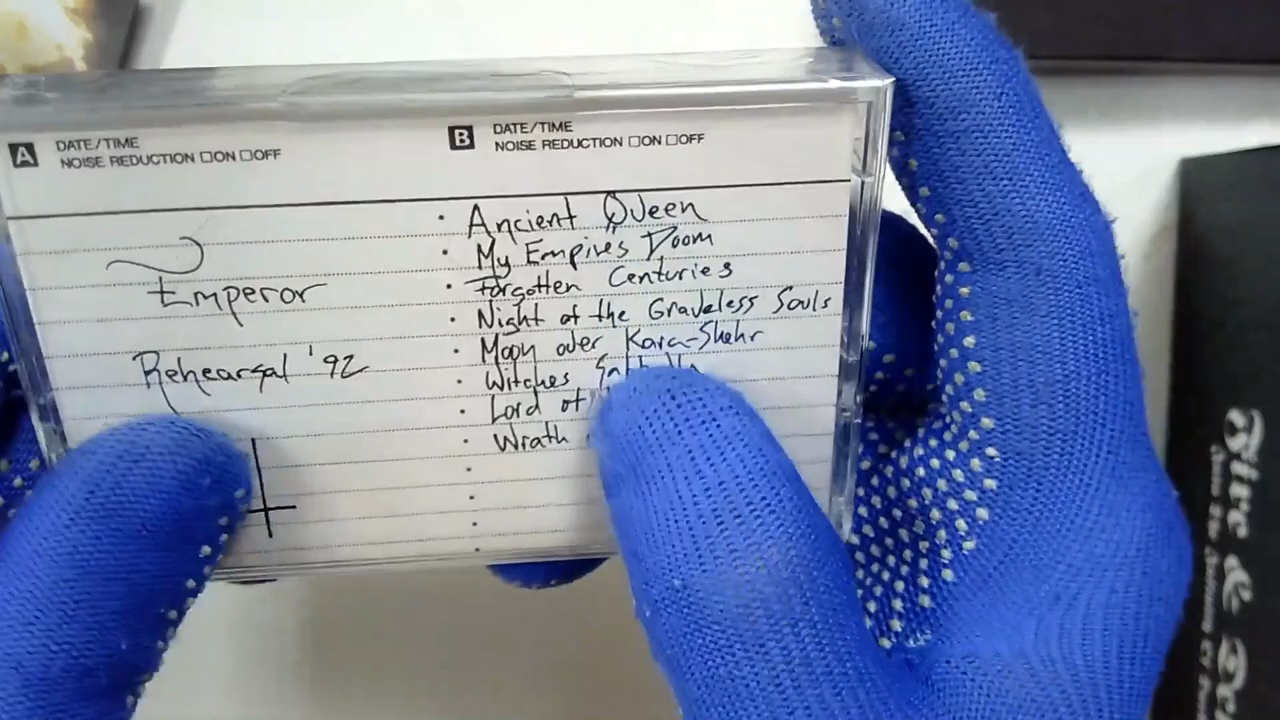 A DATE/TIME
NOISE REDUCTION ☐ON ☐OFF
B DATE/TIME
NOISE REDUCTION ☐ON ☐OFF
Emperor
Rehearsal '92
• Ancient Queen
• My Empires Doom
• Forgotten Centuries
• Night of the Graveless Souls
• Moon over Kara-Shehr
• Witches
• Lord of
• Wrath